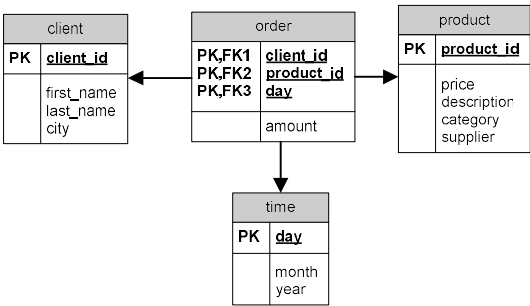 client
PK client_id
first_name
last_name
city
order
PK,FK1 client_id
PK,FK2 product_id
PK,FK3 day
amount
product
PK product_id
price
description
category
supplier
time
PK day
month
year